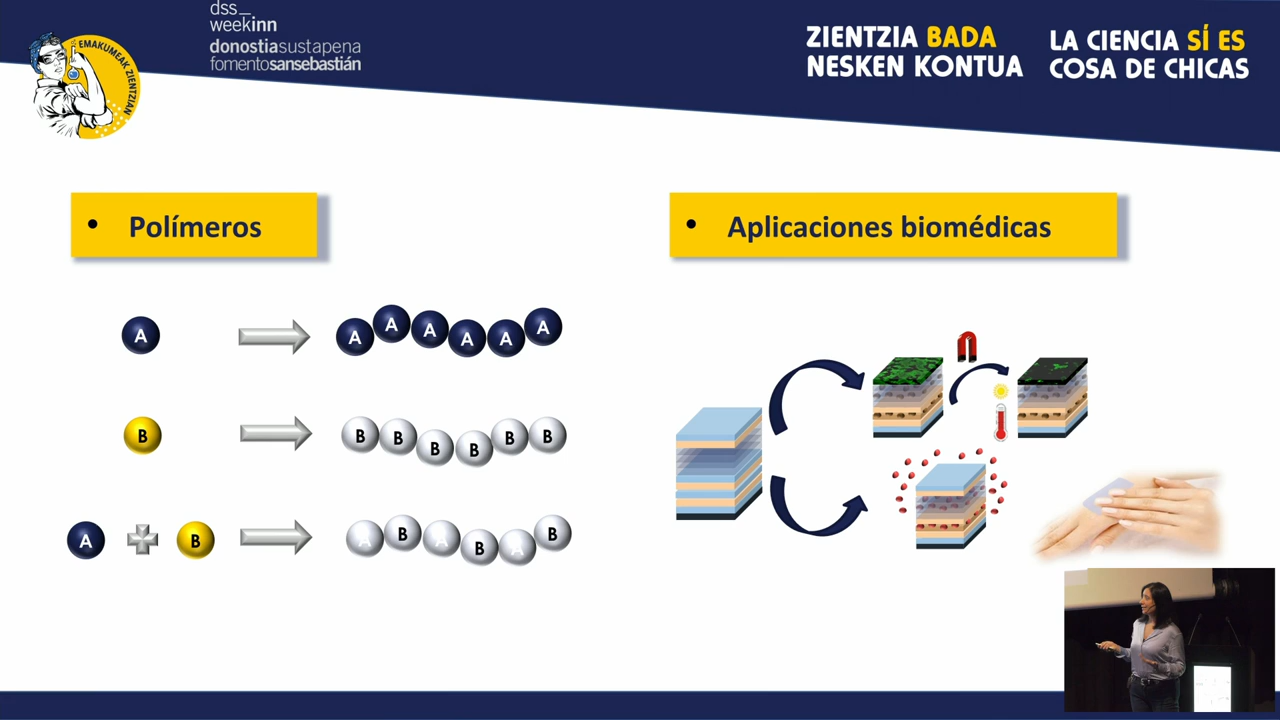 dss_
weekinn
donostiasustapena
fomentosansebastián
EMAKUMEAK ZIENTZIAN
ZIENTZIA BADA
NESKEN KONTUA
LA CIENCIA SÍ ES
COSA DE CHICAS
• Polímeros
A
A A A A A A
B
B B B B B B
A + B
A B A B A B
• Aplicaciones biomédicas